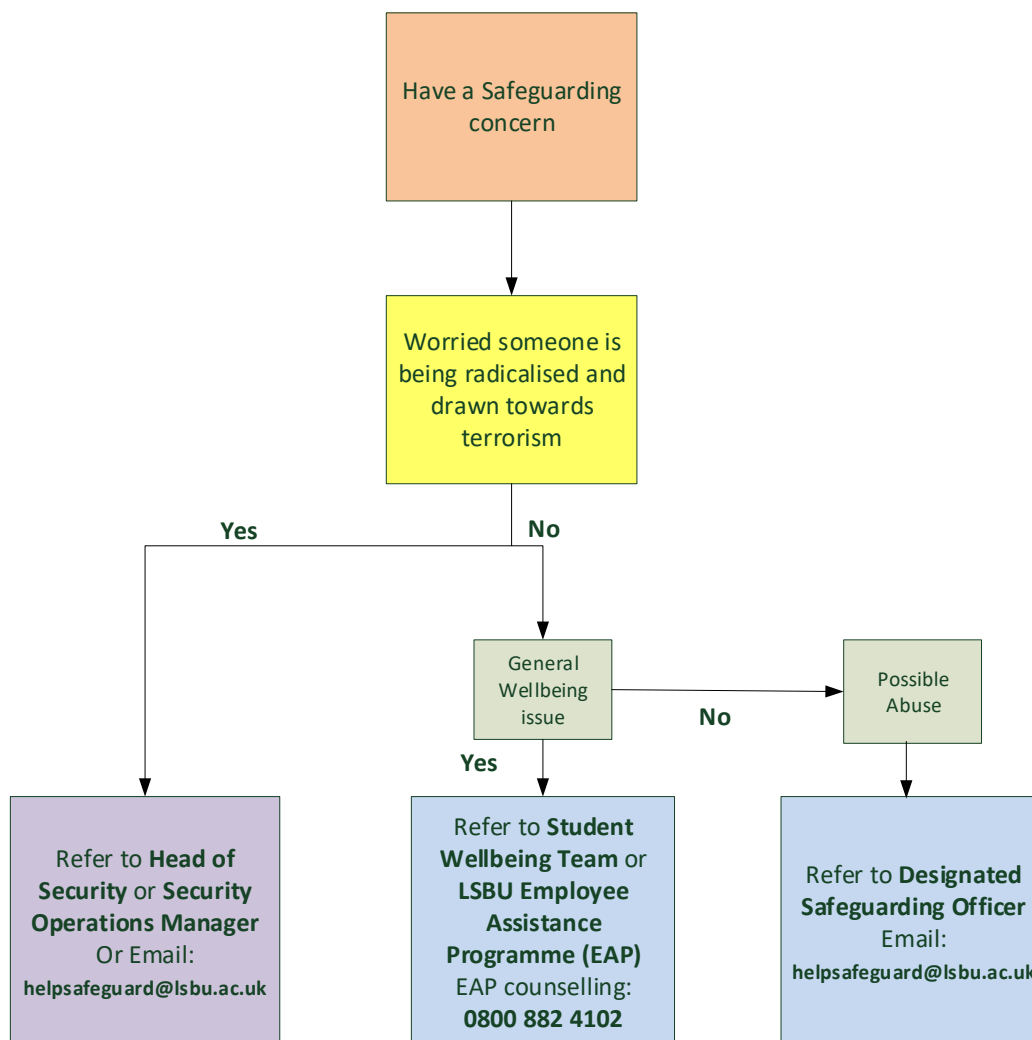 Have a Safeguarding
concern
Worried someone is
being radicalised and
drawn towards
terrorism
Yes
No
General
Wellbeing
issue
No
Possible
Abuse
Yes
Refer to Head of
Security or Security
Operations Manager
Or Email:
helpsafeguard@lsbu.ac.uk
Refer to Student
Wellbeing Team or
LSBU Employee
Assistance
Programme (EAP)
EAP counselling:
0800 882 4102
Refer to Designated
Safeguarding Officer
Email:
helpsafeguard@lsbu.ac.uk